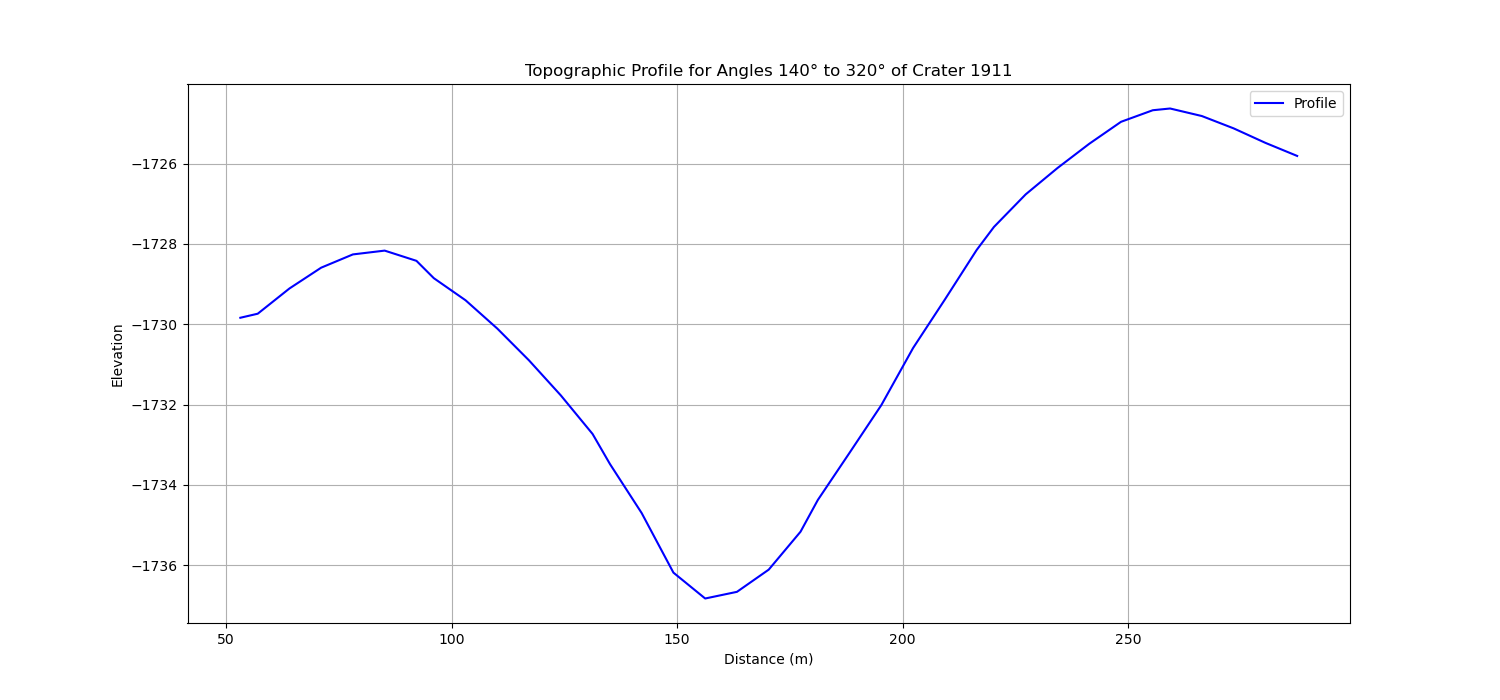 Topographic Profile for Angles 140° to 320° of Crater 1911
Profile
−1726
−1728
−1730
−1732
−1734
−1736
Elevation
50
100
150
200
250
Distance (m)